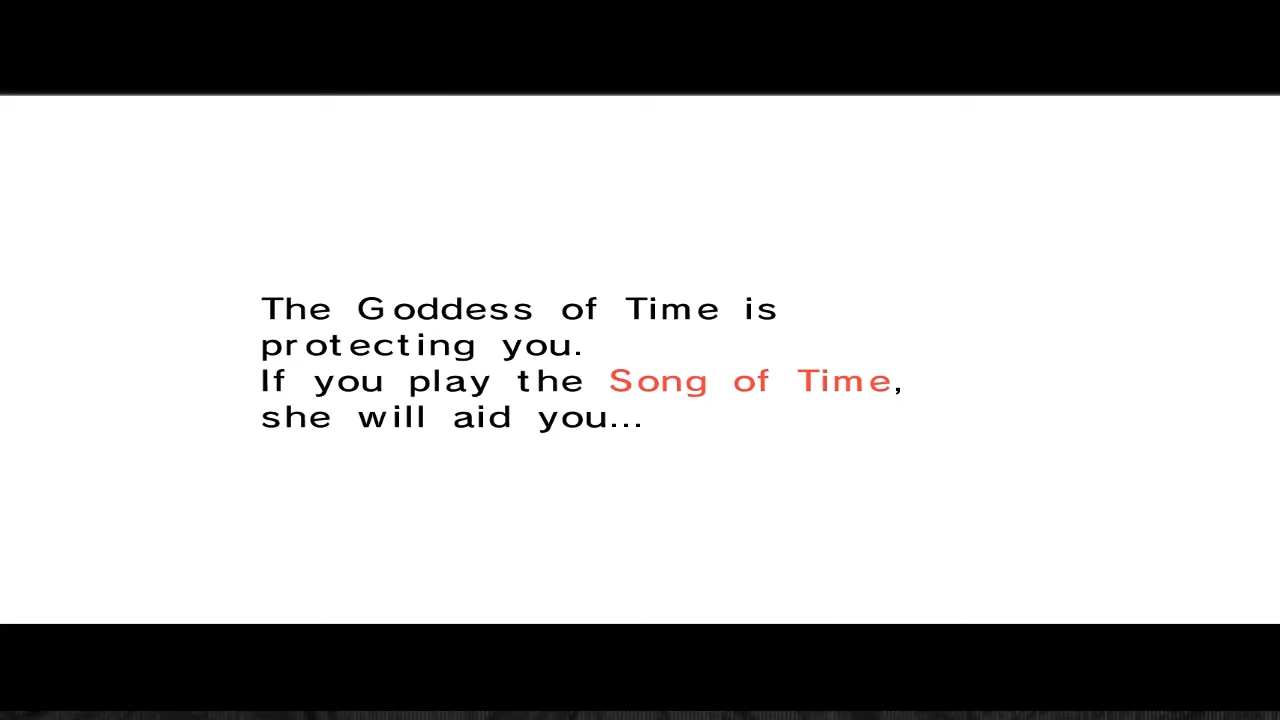 The Goddess of Time is
protecting you.
If you play the Song of Time,
she will aid you...